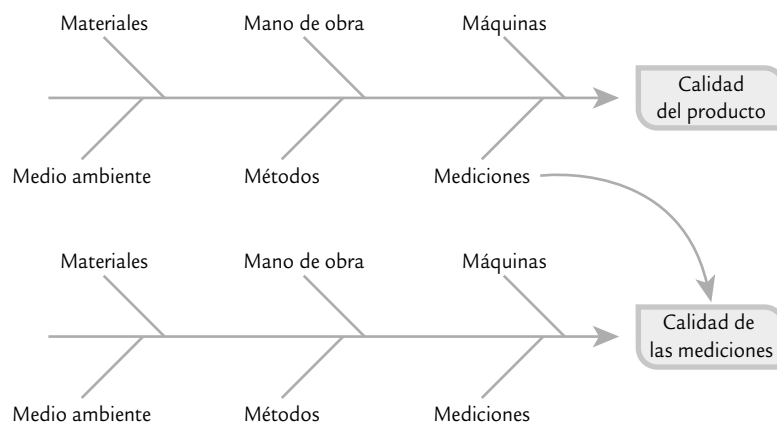 Materiales
Mano de obra
Máquinas
Calidad
del producto
Medio ambiente
Métodos
Mediciones
Materiales
Mano de obra
Máquinas
Calidad de
las mediciones
Medio ambiente
Métodos
Mediciones